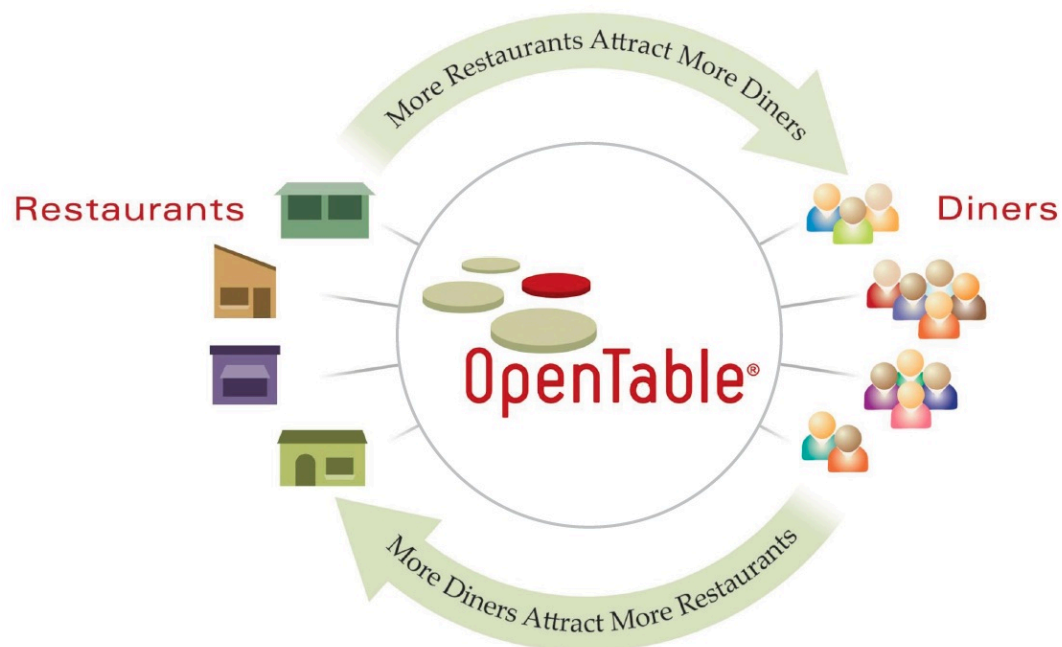 More Restaurants Attract More Diners
Restaurants
Diners
OpenTable®
More Diners Attract More Restaurants